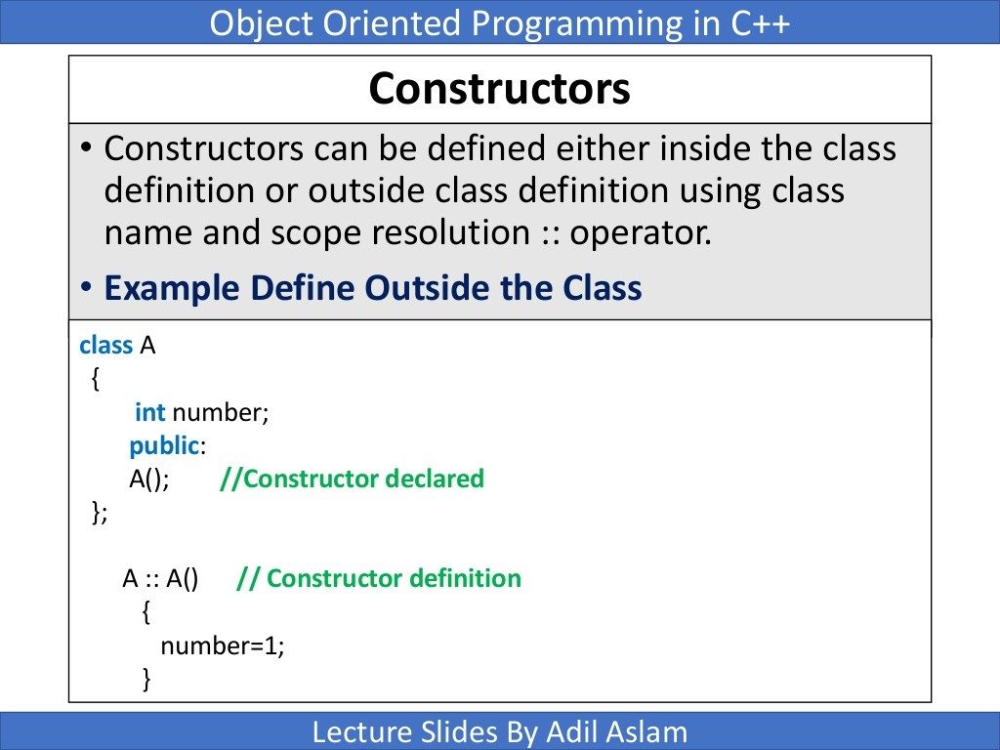 Object Oriented Programming in C++
Constructors
• Constructors can be defined either inside the class
definition or outside class definition using class
name and scope resolution :: operator.
• Example Define Outside the Class
class A
{
int number;
public:
A(); //Constructor declared
};
A :: A() // Constructor definition
{
number=1;
}
Lecture Slides By Adil Aslam